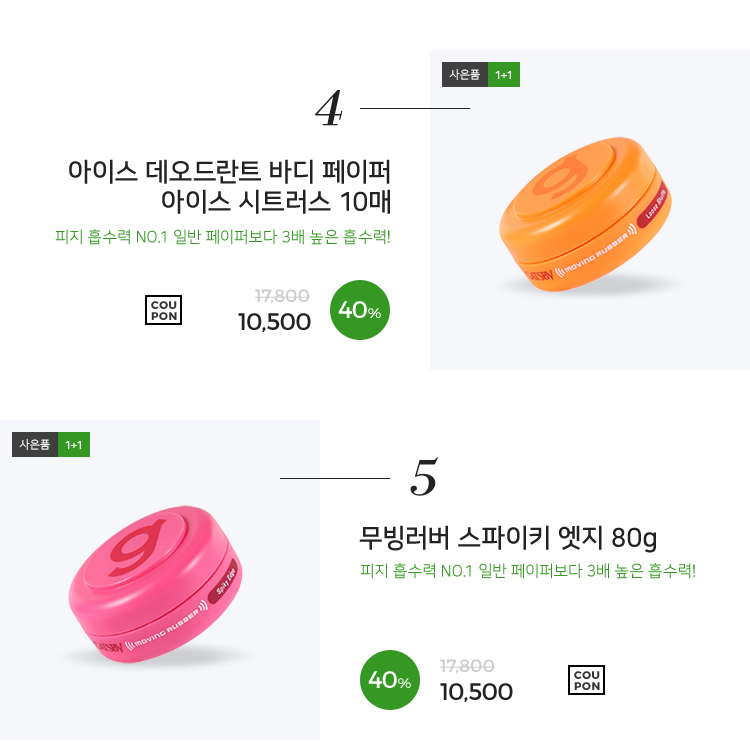 사은품 1+1
4
아이스 데오드란트 바디 페이퍼
아이스 시트러스 10매
피지 흡수력 NO.1 일반 페이퍼보다 3배 높은 흡수력!
COU
PON
17,800
10,500
40%
g
Loose Shuffle
GATSBY MOVING RUBBER
사은품 1+1
5
무빙러버 스파이키 엣지 80g
피지 흡수력 NO.1 일반 페이퍼보다 3배 높은 흡수력!
g
Spiky Edge
GATSBY MOVING RUBBER
40%
17,800
10,500
COU
PON